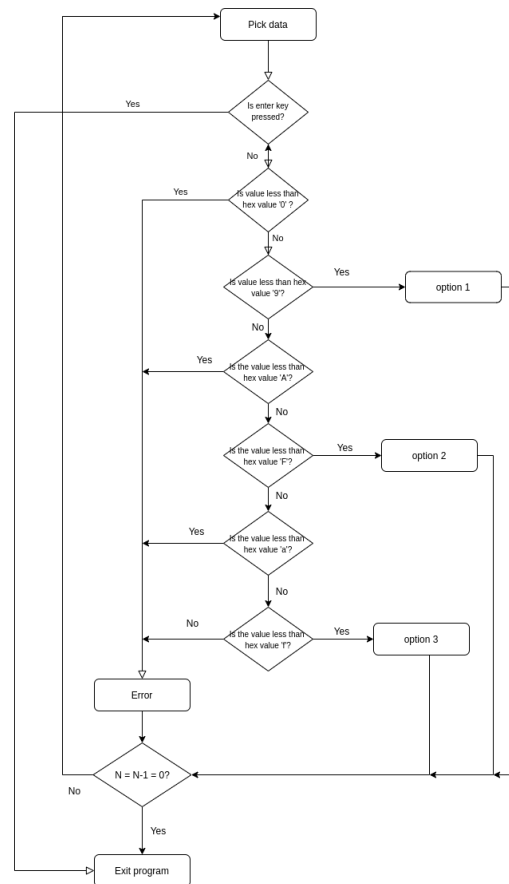 Pick data
Yes
Is enter key
pressed?
No
Yes
Is value less than
hex value '0' ?
No
Is value less than hex
value '9'?
Yes
option 1
No
Yes
Is the value less than
hex value 'A'?
No
Is the value less than
hex value 'F'?
Yes
option 2
No
Yes
Is the value less than
hex value 'a'?
No
No
Is the value less than
hex value 'f'?
Yes
option 3
Error
N = N-1 = 0?
No
Yes
Exit program